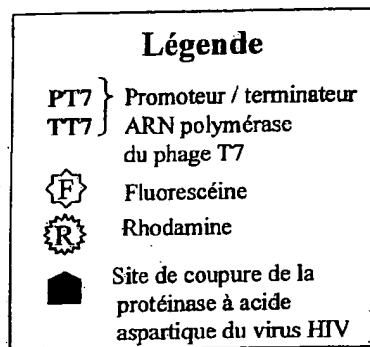 Légende
PT7 Promoteur / terminateur
TT7 ARN polymérase
du phage T7
F Fluorescéine
R Rhodamine
Site de coupure de la
protéinase à acide
aspartique du virus HIV